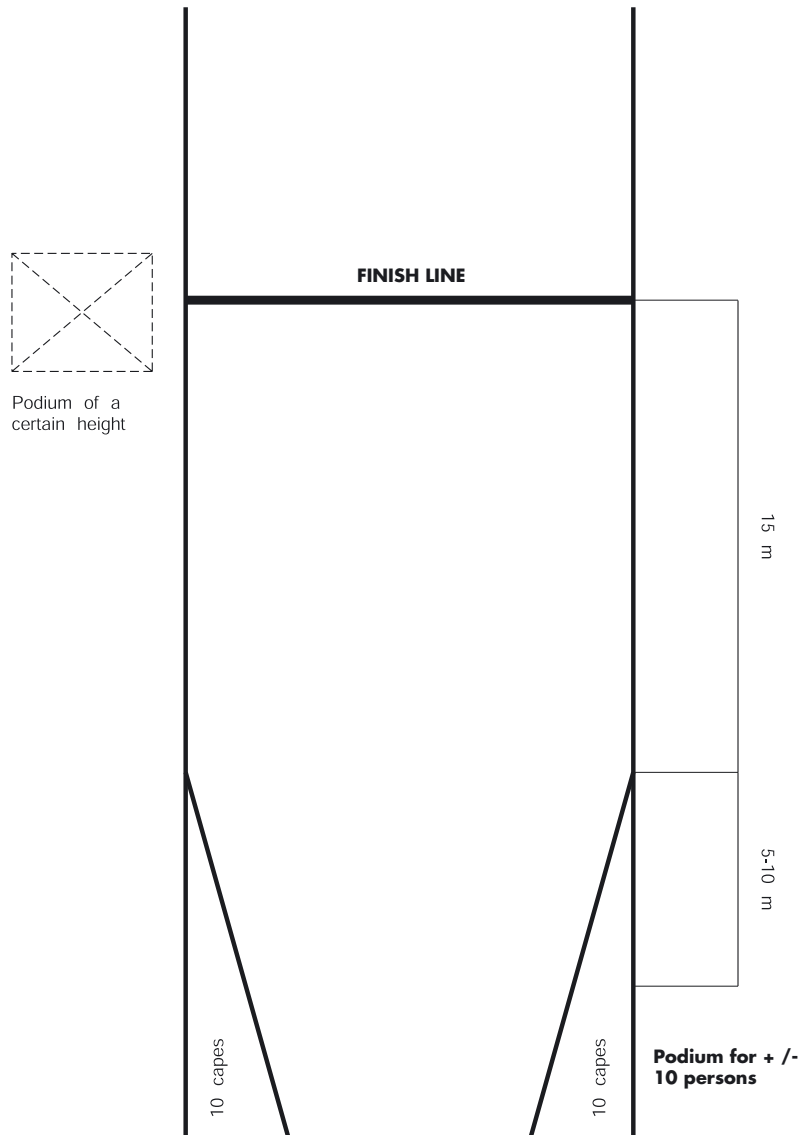 FINISH LINE
Podium of a
certain height
15 m
5-10 m
10 capes
10 capes
Podium for + /-
10 persons